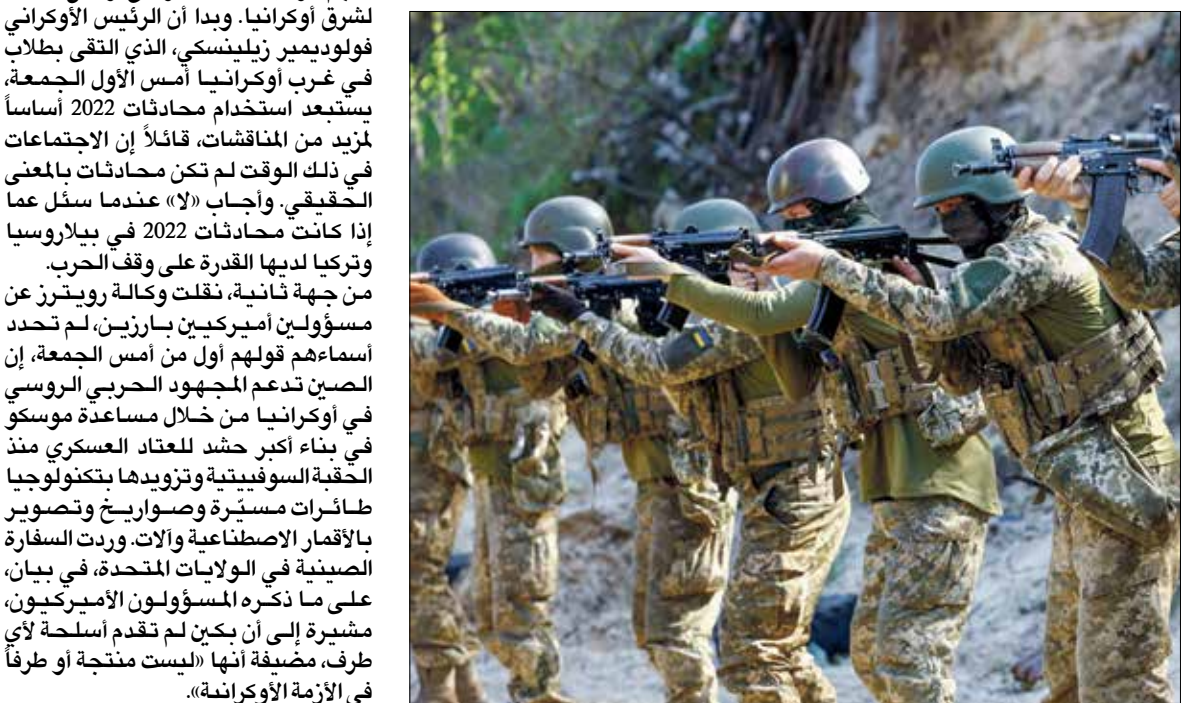 لشرق أوكرانيا. وبدا أن الرئيس الأوكراني
فولوديمير زيلينسكي، الذي التقى بطلاب
في غرب أوكرانيا أمس الأول الجمعة،
يستبعد استخدام محادثات 2022 أساساً
لمزيد من المناقشات، قائلاً إن الاجتماعات
في ذلك الوقت لم تكن محادثات بالمعنى
الحقيقي. وأجاب «لا» عندما سئل عما
إذا كانت محادثات 2022 في بيلاروسيا
وتركيا لديها القدرة على وقف الحرب.
من جهة ثانية، نقلت وكالة رويترز عن
مسؤولين أميركيين بارزين، لم تحدد
أسماءهم قولهم أول من أمس الجمعة، إن
الصين تدعم المجهود الحربي الروسي
في أوكرانيا من خلال مساعدة موسكو
في بناء أكبر حشد للعتاد العسكري منذ
الحقبة السوفييتية وتزويدها بتكنولوجيا
طائرات مسيّرة وصواريخ وتصوير
بالأقمار الاصطناعية وآلات. وردت السفارة
الصينية في الولايات المتحدة، في بيان،
على ما ذكره المسؤولون الأميركيون،
مشيرة إلى أن بكين لم تقدم أسلحة لأي
طرف، مضيفة أنها «ليست منتجة أو طرفاً
في الأزمة الأوكرانية».